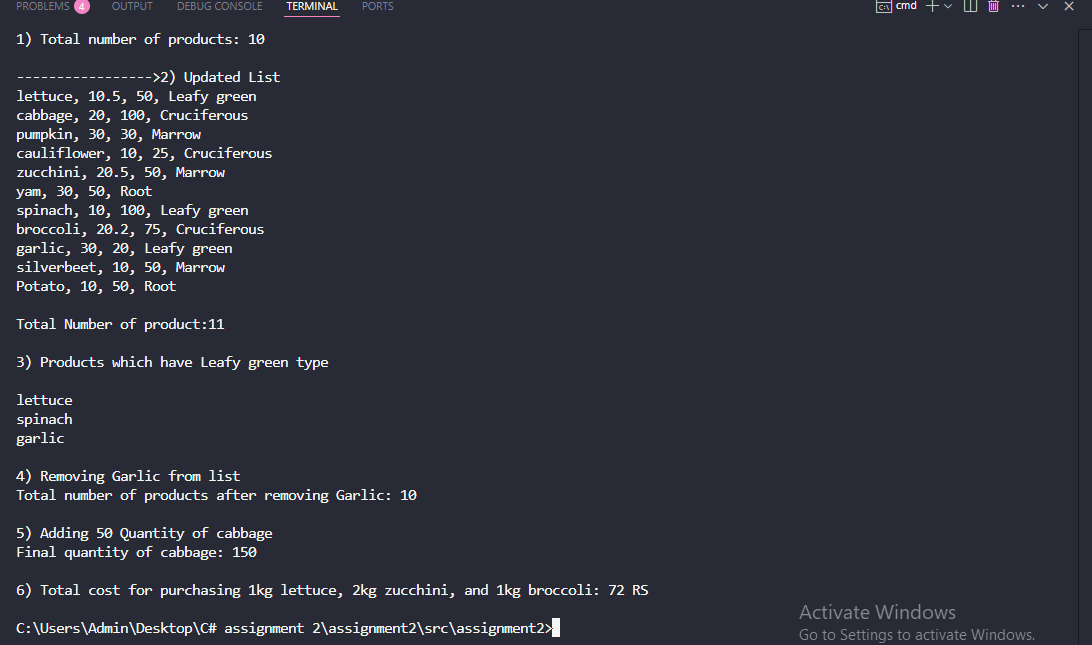 PROBLEMS 4 OUTPUT DEBUG CONSOLE TERMINAL PORTS cmd
1) Total number of products: 10
----------------->2) Updated List
lettuce, 10.5, 50, Leafy green
cabbage, 20, 100, Cruciferous
pumpkin, 30, 30, Marrow
cauliflower, 10, 25, Cruciferous
zucchini, 20.5, 50, Marrow
yam, 30, 50, Root
spinach, 10, 100, Leafy green
broccoli, 20.2, 75, Cruciferous
garlic, 30, 20, Leafy green
silverbeet, 10, 50, Marrow
Potato, 10, 50, Root
Total Number of product:11
3) Products which have Leafy green type
lettuce
spinach
garlic
4) Removing Garlic from list
Total number of products after removing Garlic: 10
5) Adding 50 Quantity of cabbage
Final quantity of cabbage: 150
6) Total cost for purchasing 1kg lettuce, 2kg zucchini, and 1kg broccoli: 72 RS
C:\Users\Admin\Desktop\C# assignment 2\assignment2\src\assignment2>
Activate Windows
Go to Settings to activate Windows.